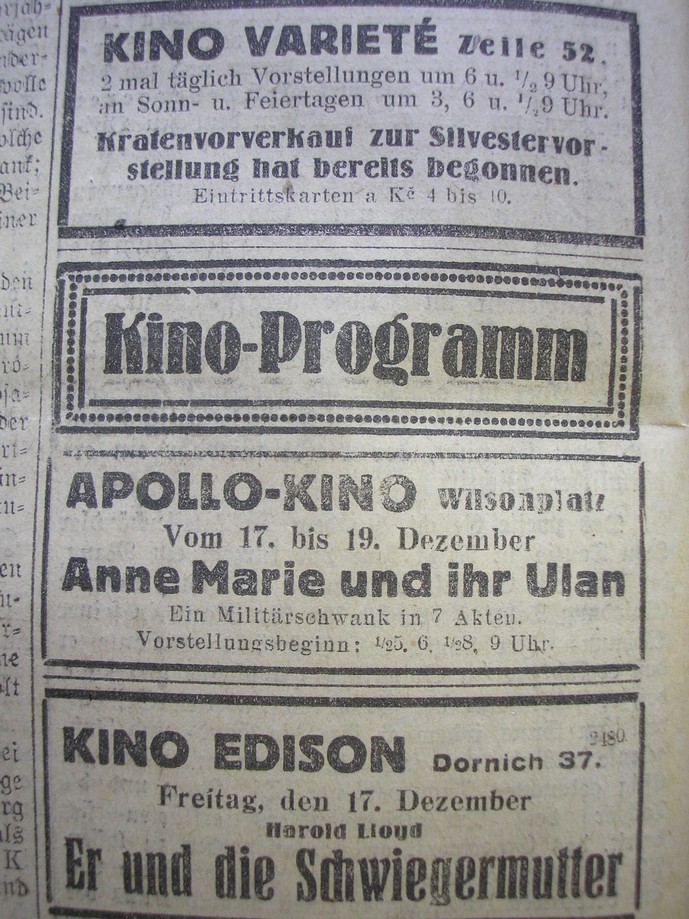 KINO VARIETÉ Zeile 52.
2 mal täglich Vorstellungen um 6 u. ½9 Uhr,
an Sonn- u. Feiertagen um 3, 6 u. ½9 Uhr.
Kratenvorverkauf zur Silvestervor-
stellung hat bereits begonnen.
Eintrittskarten a Kč 4 bis 10.
Kino-Programm
APOLLO-KINO Wilsonplatz
Vom 17. bis 19. Dezember
Anne Marie und ihr Ulan
Ein Militärschwank in 7 Akten.
Vorstellungsbeginn: ½5, 6, ½8, 9 Uhr.
KINO EDISON Dornich 37.
2480
Freitag, den 17. Dezember
Harold Lloyd
Er und die Schwiegermutter